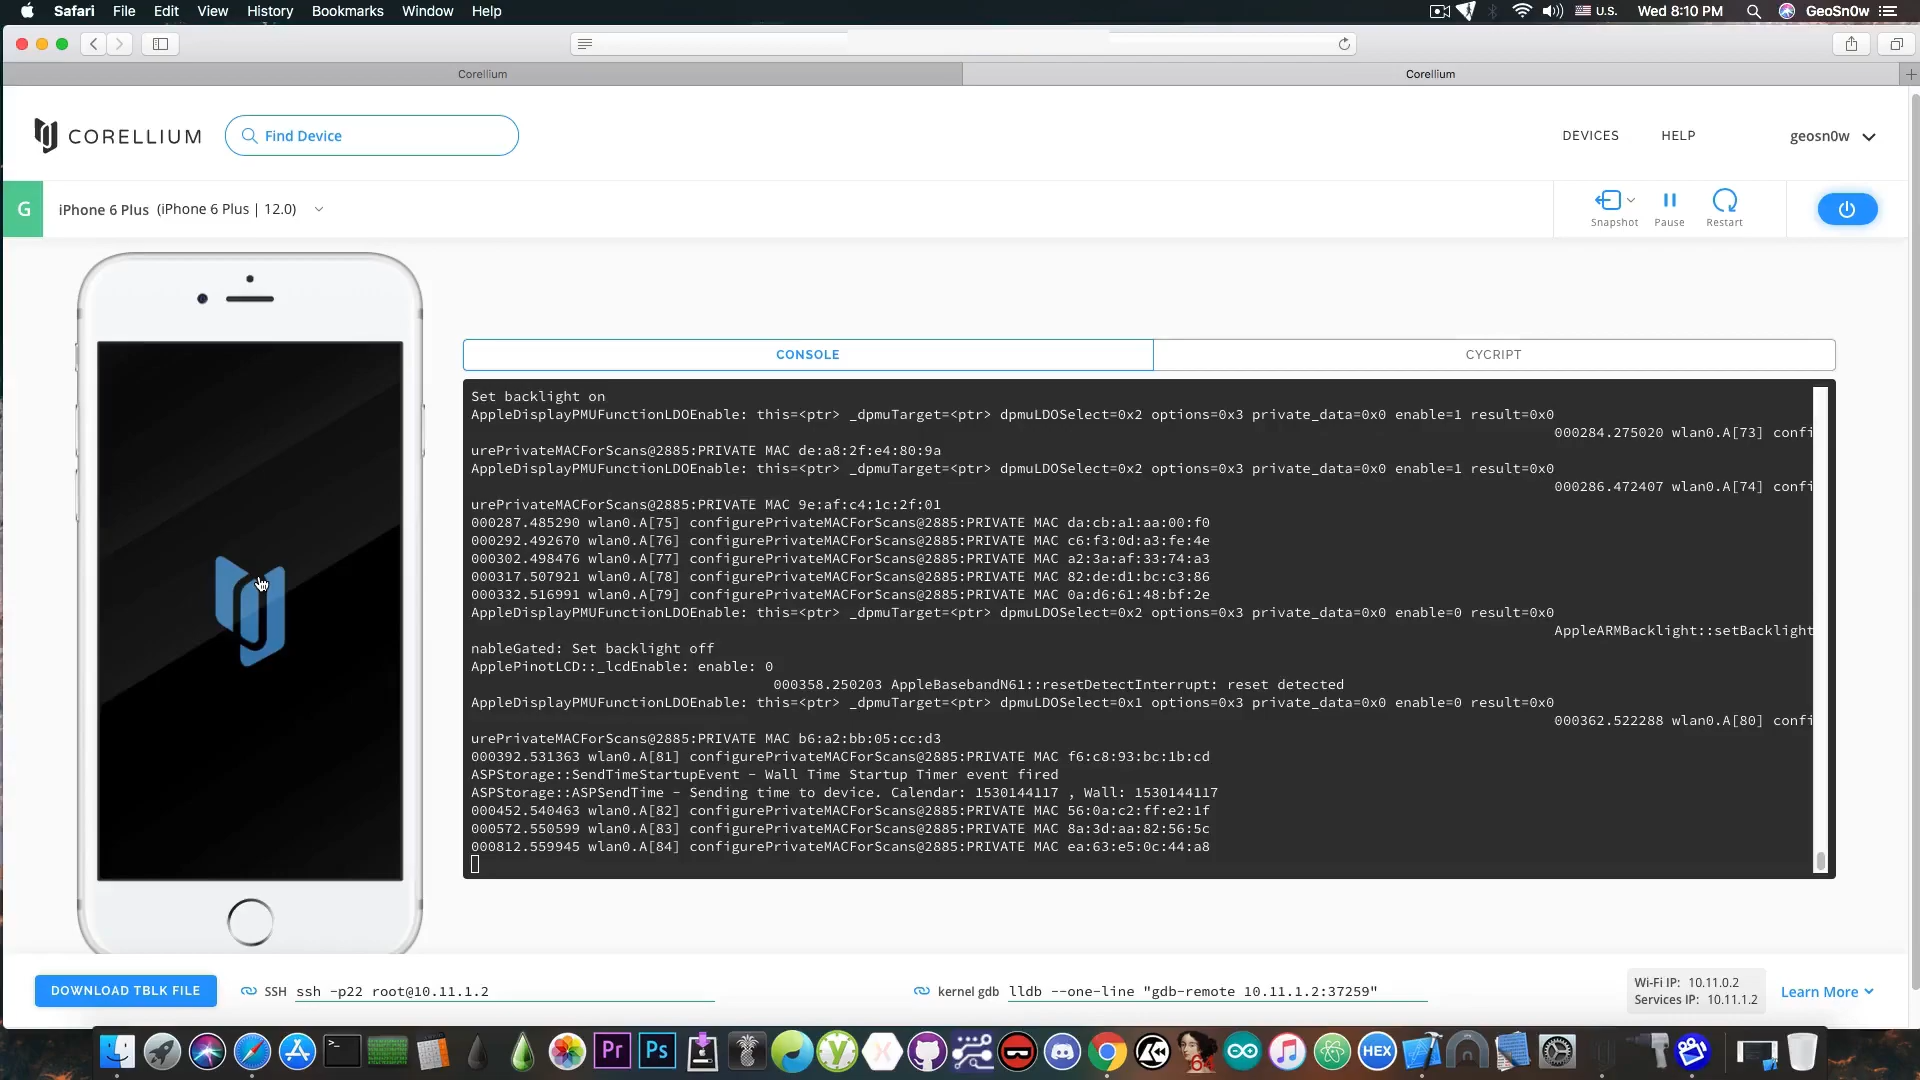 Safari File Edit View History Bookmarks Window Help U.S. Wed 8:10 PM GeoSn0w
Corellium Corellium
CORELLIUM Find Device DEVICES HELP geosn0w
G iPhone 6 Plus (iPhone 6 Plus | 12.0) Snapshot Pause Restart
CONSOLE CYCRIPT
Set backlight on
AppleDisplayPMUFunctionLDOEnable: this=<ptr> _dpmuTarget=<ptr> dpmuLDOSelect=0x2 options=0x3 private_data=0x0 enable=1 result=0x0
000284.275020 wlan0.A[73] confi
urePrivateMACForScans@2885:PRIVATE MAC de:a8:2f:e4:80:9a
AppleDisplayPMUFunctionLDOEnable: this=<ptr> _dpmuTarget=<ptr> dpmuLDOSelect=0x2 options=0x3 private_data=0x0 enable=1 result=0x0
000286.472407 wlan0.A[74] confi
urePrivateMACForScans@2885:PRIVATE MAC 9e:af:c4:1c:2f:01
000287.485290 wlan0.A[75] configurePrivateMACForScans@2885:PRIVATE MAC da:cb:a1:aa:00:f0
000292.492670 wlan0.A[76] configurePrivateMACForScans@2885:PRIVATE MAC c6:f3:0d:a3:fe:4e
000302.498476 wlan0.A[77] configurePrivateMACForScans@2885:PRIVATE MAC a2:3a:af:33:74:a3
000317.507921 wlan0.A[78] configurePrivateMACForScans@2885:PRIVATE MAC 82:de:d1:bc:c3:86
000332.516991 wlan0.A[79] configurePrivateMACForScans@2885:PRIVATE MAC 0a:d6:61:48:bf:2e
AppleDisplayPMUFunctionLDOEnable: this=<ptr> _dpmuTarget=<ptr> dpmuLDOSelect=0x2 options=0x3 private_data=0x0 enable=0 result=0x0
AppleARMBacklight::setBacklight
nableGated: Set backlight off
ApplePinotLCD::_lcdEnable: enable: 0
000358.250203 AppleBasebandN61::resetDetectInterrupt: reset detected
AppleDisplayPMUFunctionLDOEnable: this=<ptr> _dpmuTarget=<ptr> dpmuLDOSelect=0x1 options=0x3 private_data=0x0 enable=0 result=0x0
000362.522288 wlan0.A[80] confi
urePrivateMACForScans@2885:PRIVATE MAC b6:a2:bb:05:cc:d3
000392.531363 wlan0.A[81] configurePrivateMACForScans@2885:PRIVATE MAC f6:c8:93:bc:1b:cd
ASPStorage::SendTimeStartupEvent - Wall Time Startup Timer event fired
ASPStorage::ASPSendTime - Sending time to device. Calendar: 1530144117 , Wall: 1530144117
000452.540463 wlan0.A[82] configurePrivateMACForScans@2885:PRIVATE MAC 56:0a:c2:ff:e2:1f
000572.550599 wlan0.A[83] configurePrivateMACForScans@2885:PRIVATE MAC 8a:3d:aa:82:56:5c
000812.559945 wlan0.A[84] configurePrivateMACForScans@2885:PRIVATE MAC ea:63:e5:0c:44:a8
DOWNLOAD TBLK FILE SSH ssh -p22 root@10.11.1.2 kernel gdb lldb --one-line "gdb-remote 10.11.1.2:37259" Wi-Fi IP: 10.11.0.2 Learn More
Services IP: 10.11.1.2
Pr Ps 64 HEX